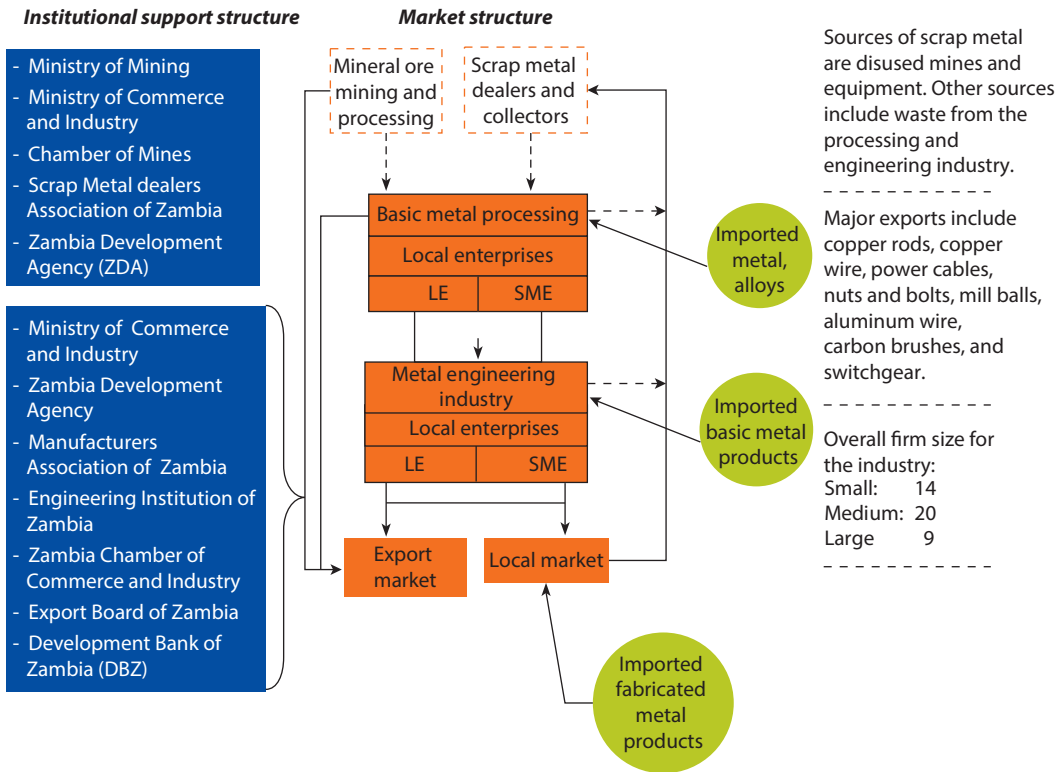 Institutional support structure
Market structure
- Ministry of Mining
- Ministry of Commerce
and Industry
- Chamber of Mines
- Scrap Metal dealers
Association of Zambia
- Zambia Development
Agency (ZDA)
- Ministry of Commerce
and Industry
- Zambia Development
Agency
- Manufacturers
Association of Zambia
- Engineering Institution of
Zambia
- Zambia Chamber of
Commerce and Industry
- Export Board of Zambia
- Development Bank of
Zambia (DBZ)
Mineral ore
mining and
processing
Scrap metal
dealers and
collectors
Basic metal processing
Local enterprises
LE
SME
Metal engineering
industry
Local enterprises
LE
SME
Export
market
Local market
Imported
metal,
alloys
Imported
basic metal
products
Imported
fabricated
metal
products
Sources of scrap metal
are disused mines and
equipment. Other sources
include waste from the
processing and
engineering industry.
Major exports include
copper rods, copper
wire, power cables,
nuts and bolts, mill balls,
aluminum wire,
carbon brushes, and
switchgear.
Overall firm size for
the industry:
Small: 14
Medium: 20
Large 9